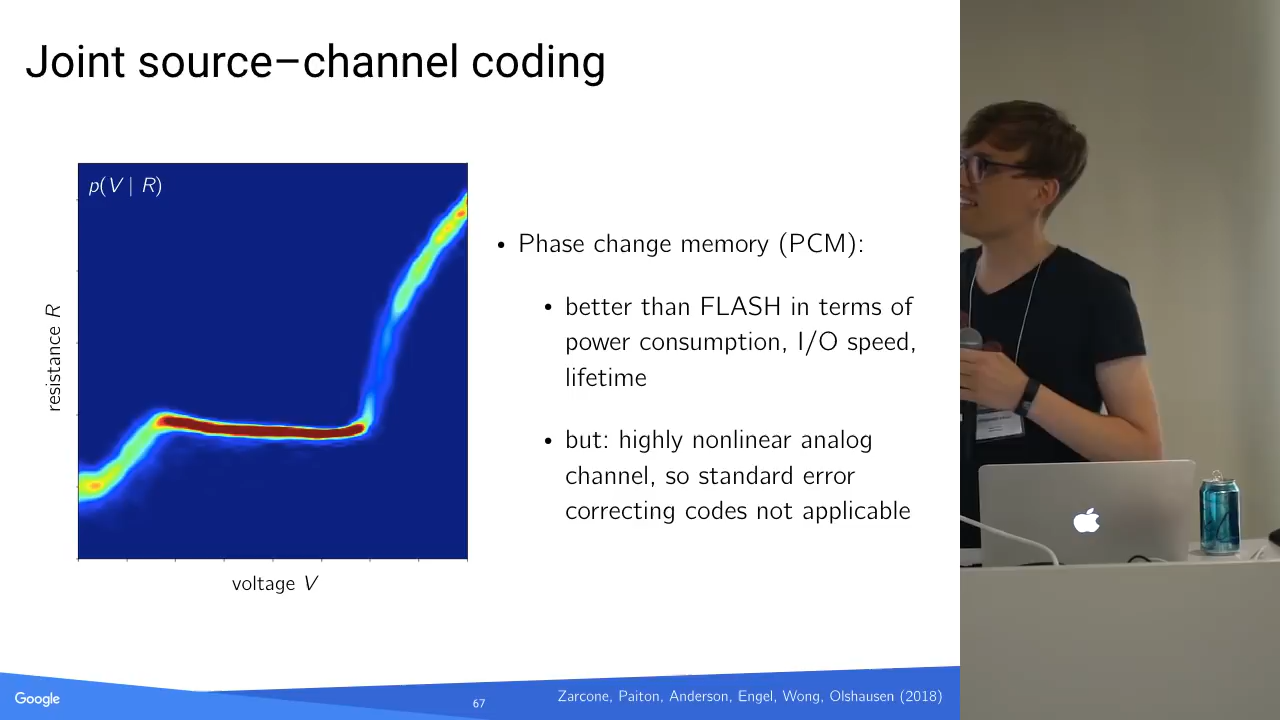 Joint source–channel coding
p(V | R)
resistance R
voltage V
• Phase change memory (PCM):
• better than FLASH in terms of
power consumption, I/O speed,
lifetime
• but: highly nonlinear analog
channel, so standard error
correcting codes not applicable
Google
67
Zarcone, Paiton, Anderson, Engel, Wong, Olshausen (2018)